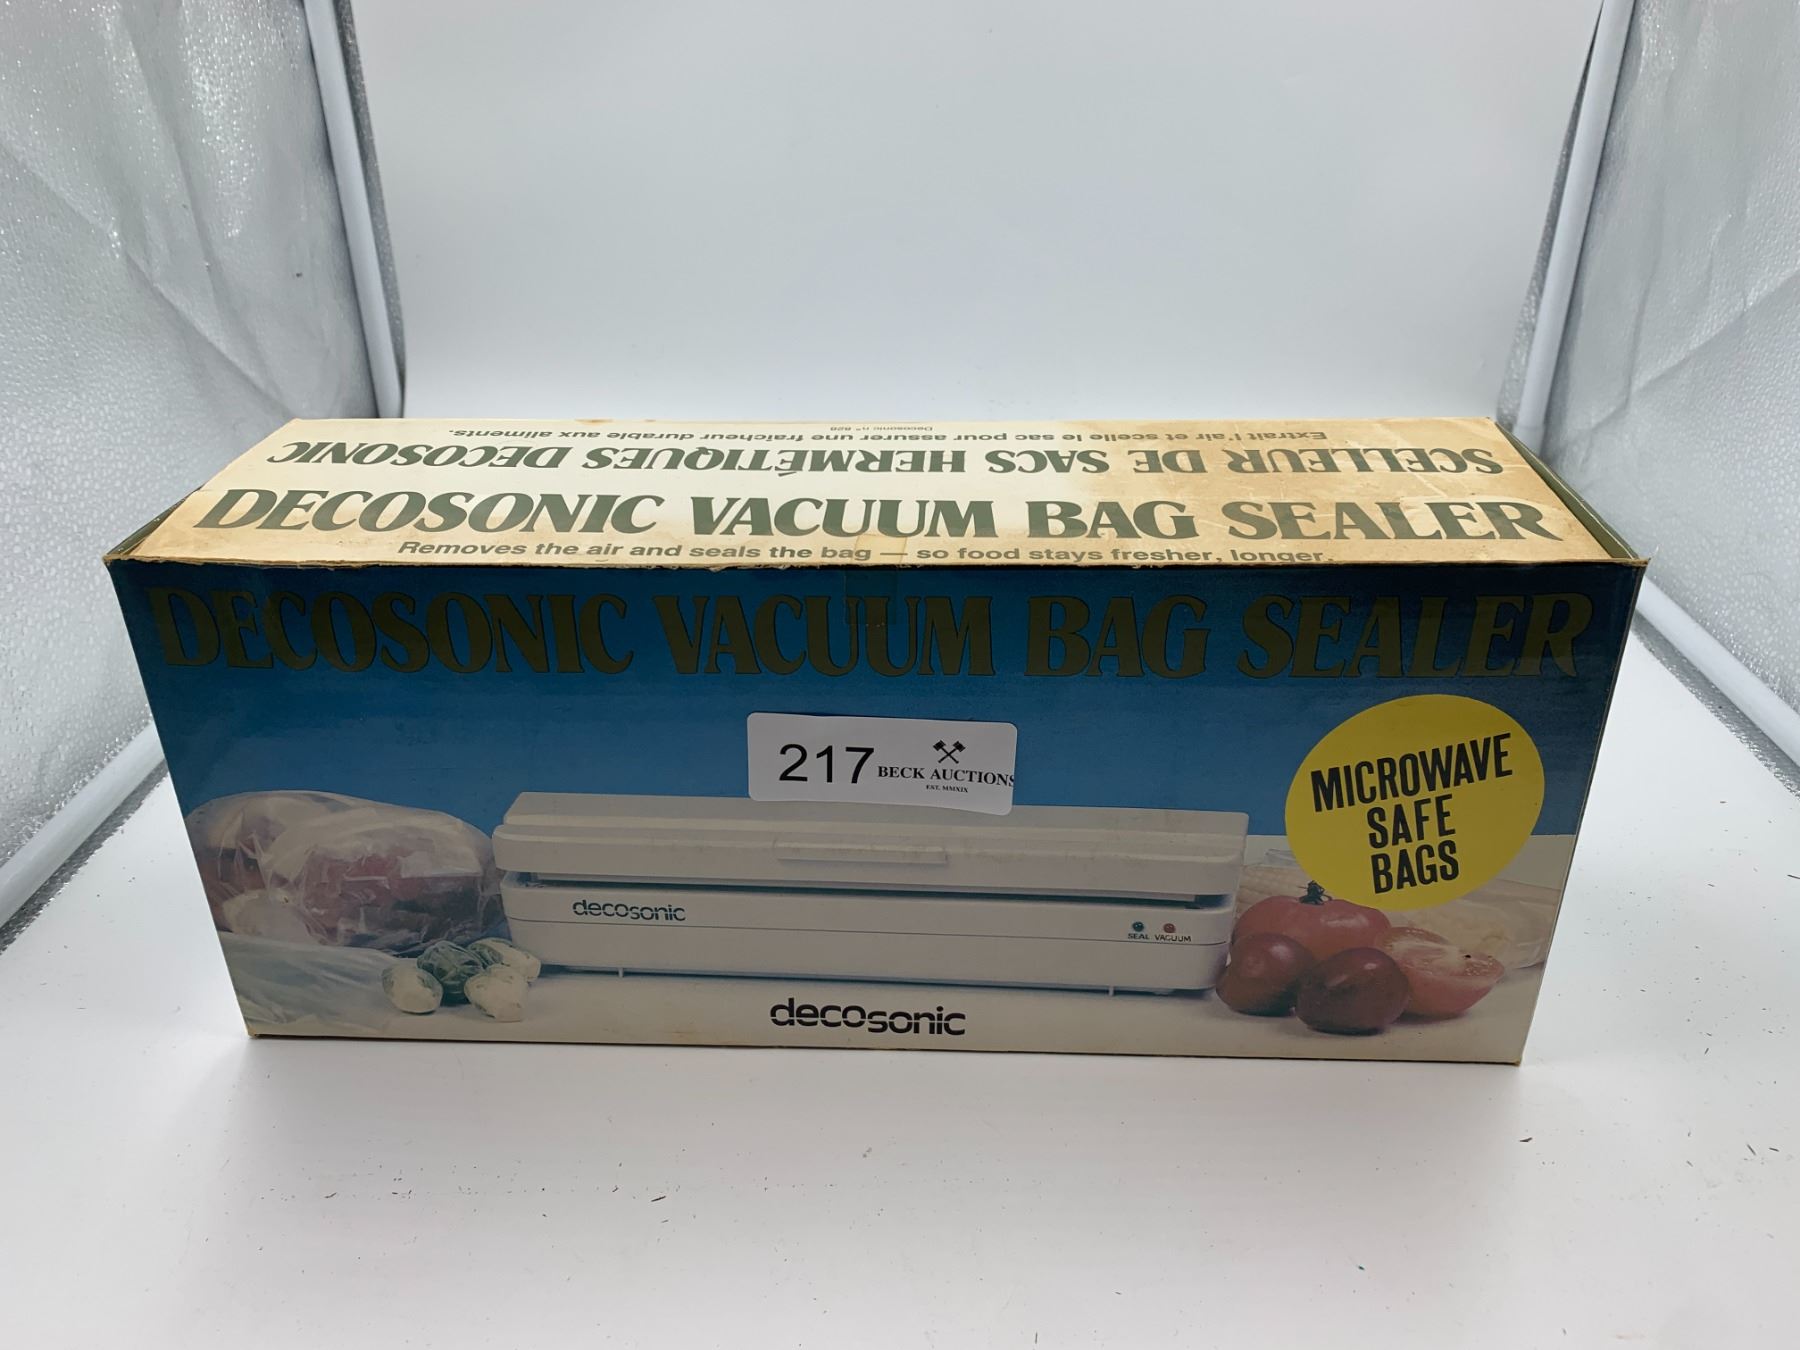 Decosonic n° 828
Extrait l'air et scelle le sac pour assurer une fraîcheur durable aux aliments.
SCELLEUR DE SACS HERMÉTIQUES DECOSONIC
DECOSONIC VACUUM BAG SEALER
Removes the air and seals the bag — so food stays fresher, longer.
DECOSONIC VACUUM BAG SEALER
217
BECK AUCTIONS
EST. MMXIX
MICROWAVE
SAFE
BAGS
decosonic
SEAL VACUUM
decosonic